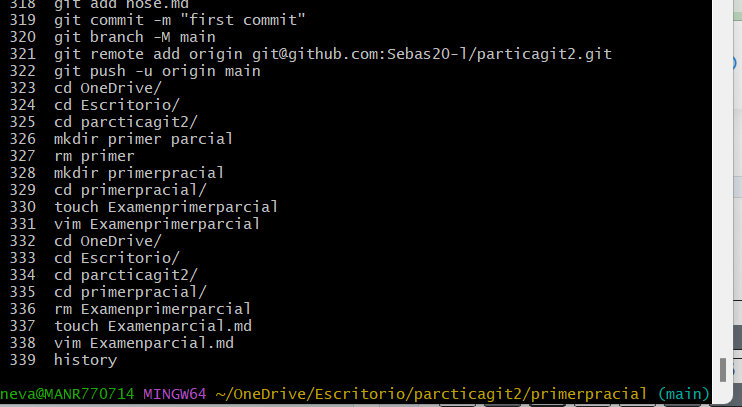 318  git add nose.md
319  git commit -m "first commit"
320  git branch -M main
321  git remote add origin git@github.com:Sebas20-l/particagit2.git
322  git push -u origin main
323  cd OneDrive/
324  cd Escritorio/
325  cd parcticagit2/
326  mkdir primer parcial
327  rm primer
328  mkdir primerpracial
329  cd primerpracial/
330  touch Examenprimerparcial
331  vim Examenprimerparcial
332  cd OneDrive/
333  cd Escritorio/
334  cd parcticagit2/
335  cd primerpracial/
336  rm Examenprimerparcial
337  touch Examenparcial.md
338  vim Examenparcial.md
339  history
neva@MANR770714 MINGW64 ~/OneDrive/Escritorio/parcticagit2/primerpracial (main)